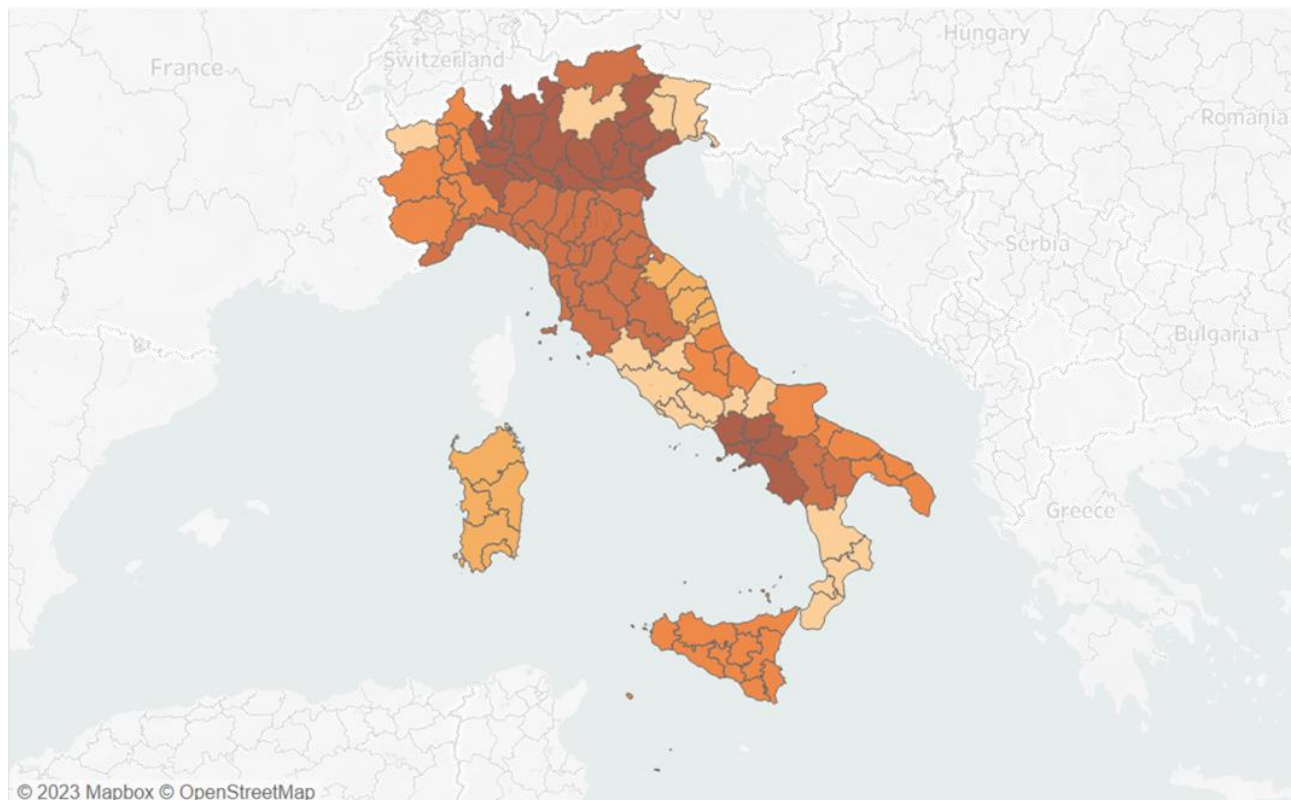 Hungary
Switzerland
France
Romania
Serbia
Bulgaria
Greece
© 2023 Mapbox © OpenStreetMap